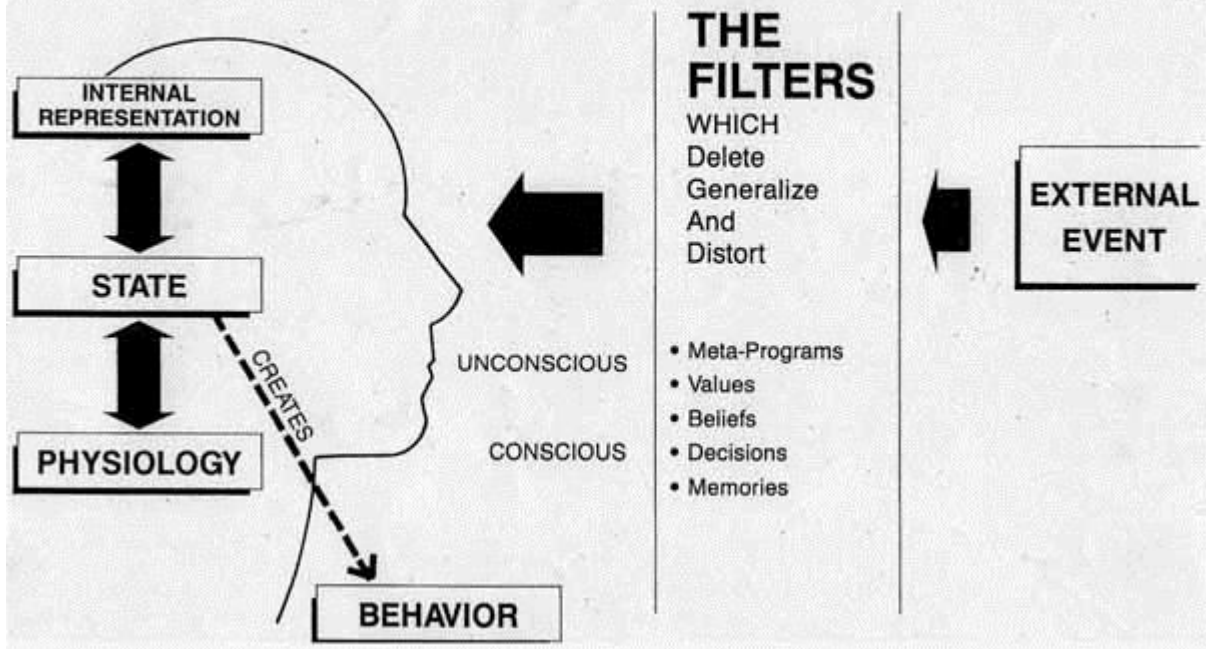 INTERNAL
REPRESENTATION
STATE
PHYSIOLOGY
CREATES
BEHAVIOR
UNCONSCIOUS
CONSCIOUS
THE
FILTERS
WHICH
Delete
Generalize
And
Distort
• Meta-Programs
• Values
• Beliefs
• Decisions
• Memories
EXTERNAL
EVENT